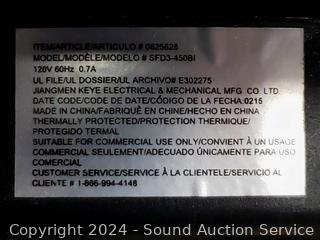 ITEM/ARTICLE/ARTICULO # 0625628
MODEL/MODÈLE/MODELO # SFD3-450BI
120V 60Hz 0.7A
UL FILE/UL DOSSIER/UL ARCHIVO# E302275
JIANGMEN KEYE ELECTRICAL & MECHANICAL MFG CO. LTD.
DATE CODE/CODE DE DATE/CÓDIGO DE LA FECHA:0215
MADE IN CHINA/FABRIQUÉ EN CHINE/HECHO EN CHINA
THERMALLY PROTECTED/PROTECTION THERMIQUE/
PROTEGIDO TERMAL
SUITABLE FOR COMMERCIAL USE ONLY/CONVIENT À UN USAGE
COMMERCIAL SEULEMENT/ADECUADO ÚNICAMENTE PARA USO
COMERCIAL
CUSTOMER SERVICE/SERVICE À LA CLIENTELE/SERVICIO AL
CLIENTE # 1-866-994-4148
Copyright 2024 - Sound Auction Service